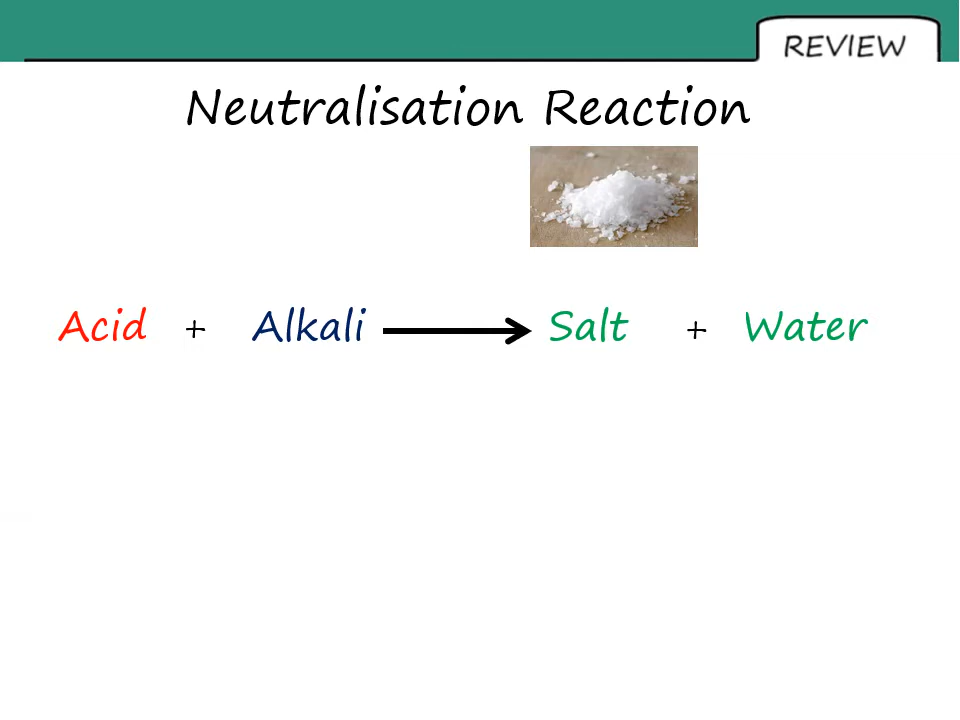 REVIEW
Neutralisation Reaction
Acid + Alkali → Salt + Water